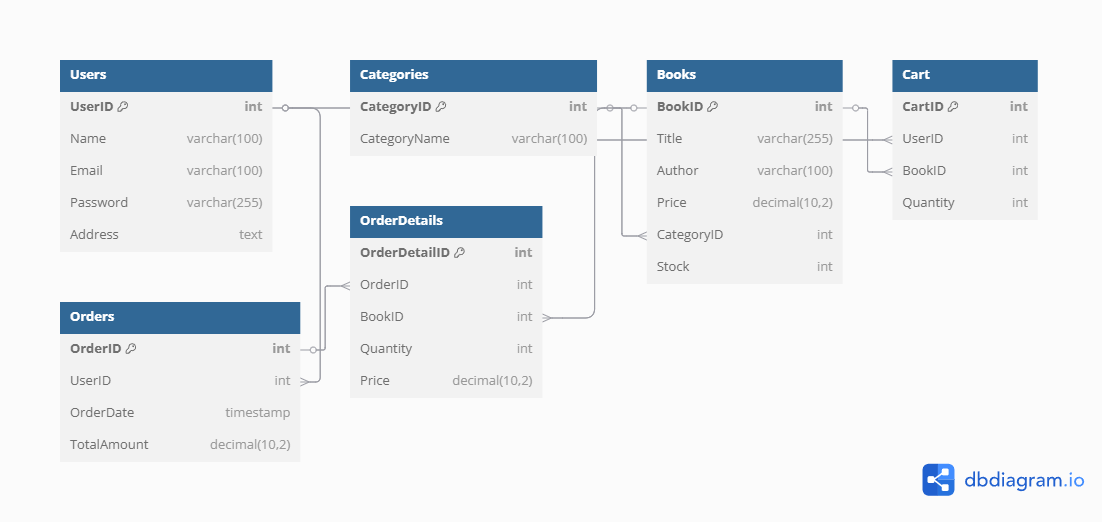 Users
UserID int
Name varchar(100)
Email varchar(100)
Password varchar(255)
Address text
Categories
CategoryID int
CategoryName varchar(100)
Books
BookID int
Title varchar(255)
Author varchar(100)
Price decimal(10,2)
CategoryID int
Stock int
Cart
CartID int
UserID int
BookID int
Quantity int
OrderDetails
OrderDetailID int
OrderID int
BookID int
Quantity int
Price decimal(10,2)
Orders
OrderID int
UserID int
OrderDate timestamp
TotalAmount decimal(10,2)
dbdiagram.io